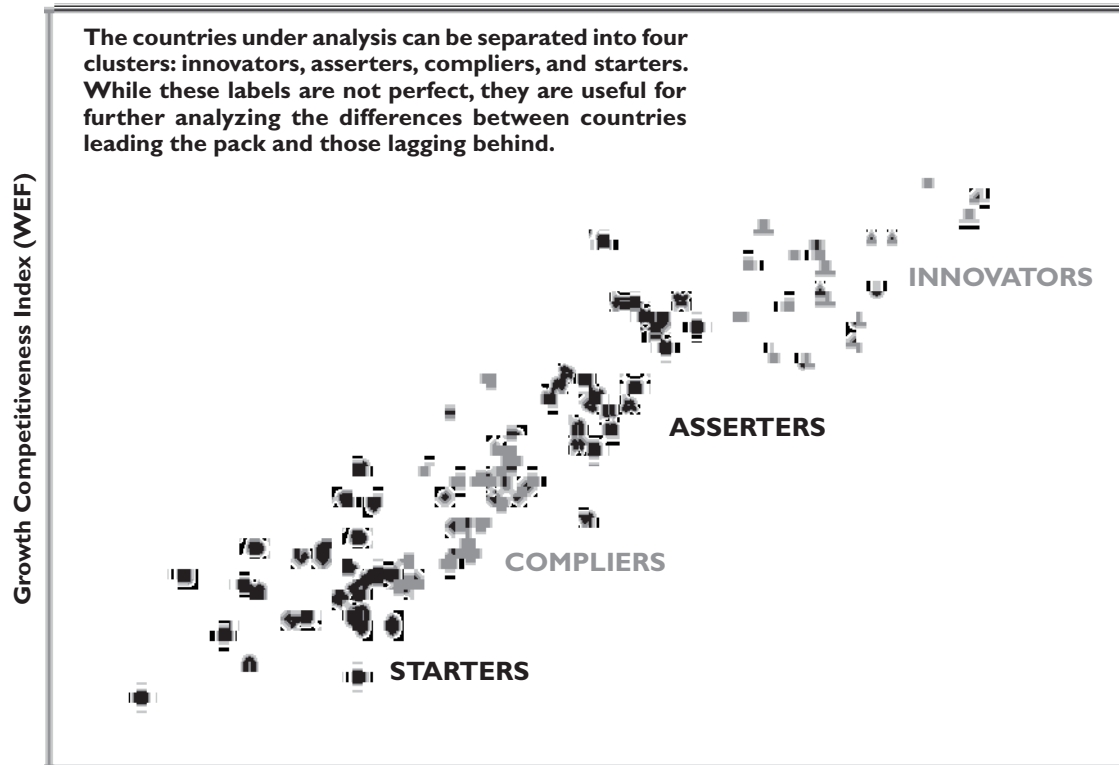 The countries under analysis can be separated into four
clusters: innovators, asserters, compliers, and starters.
While these labels are not perfect, they are useful for
further analyzing the differences between countries
leading the pack and those lagging behind.
Growth Competitiveness Index (WEF)
INNOVATORS
ASSERTERS
COMPLIERS
STARTERS